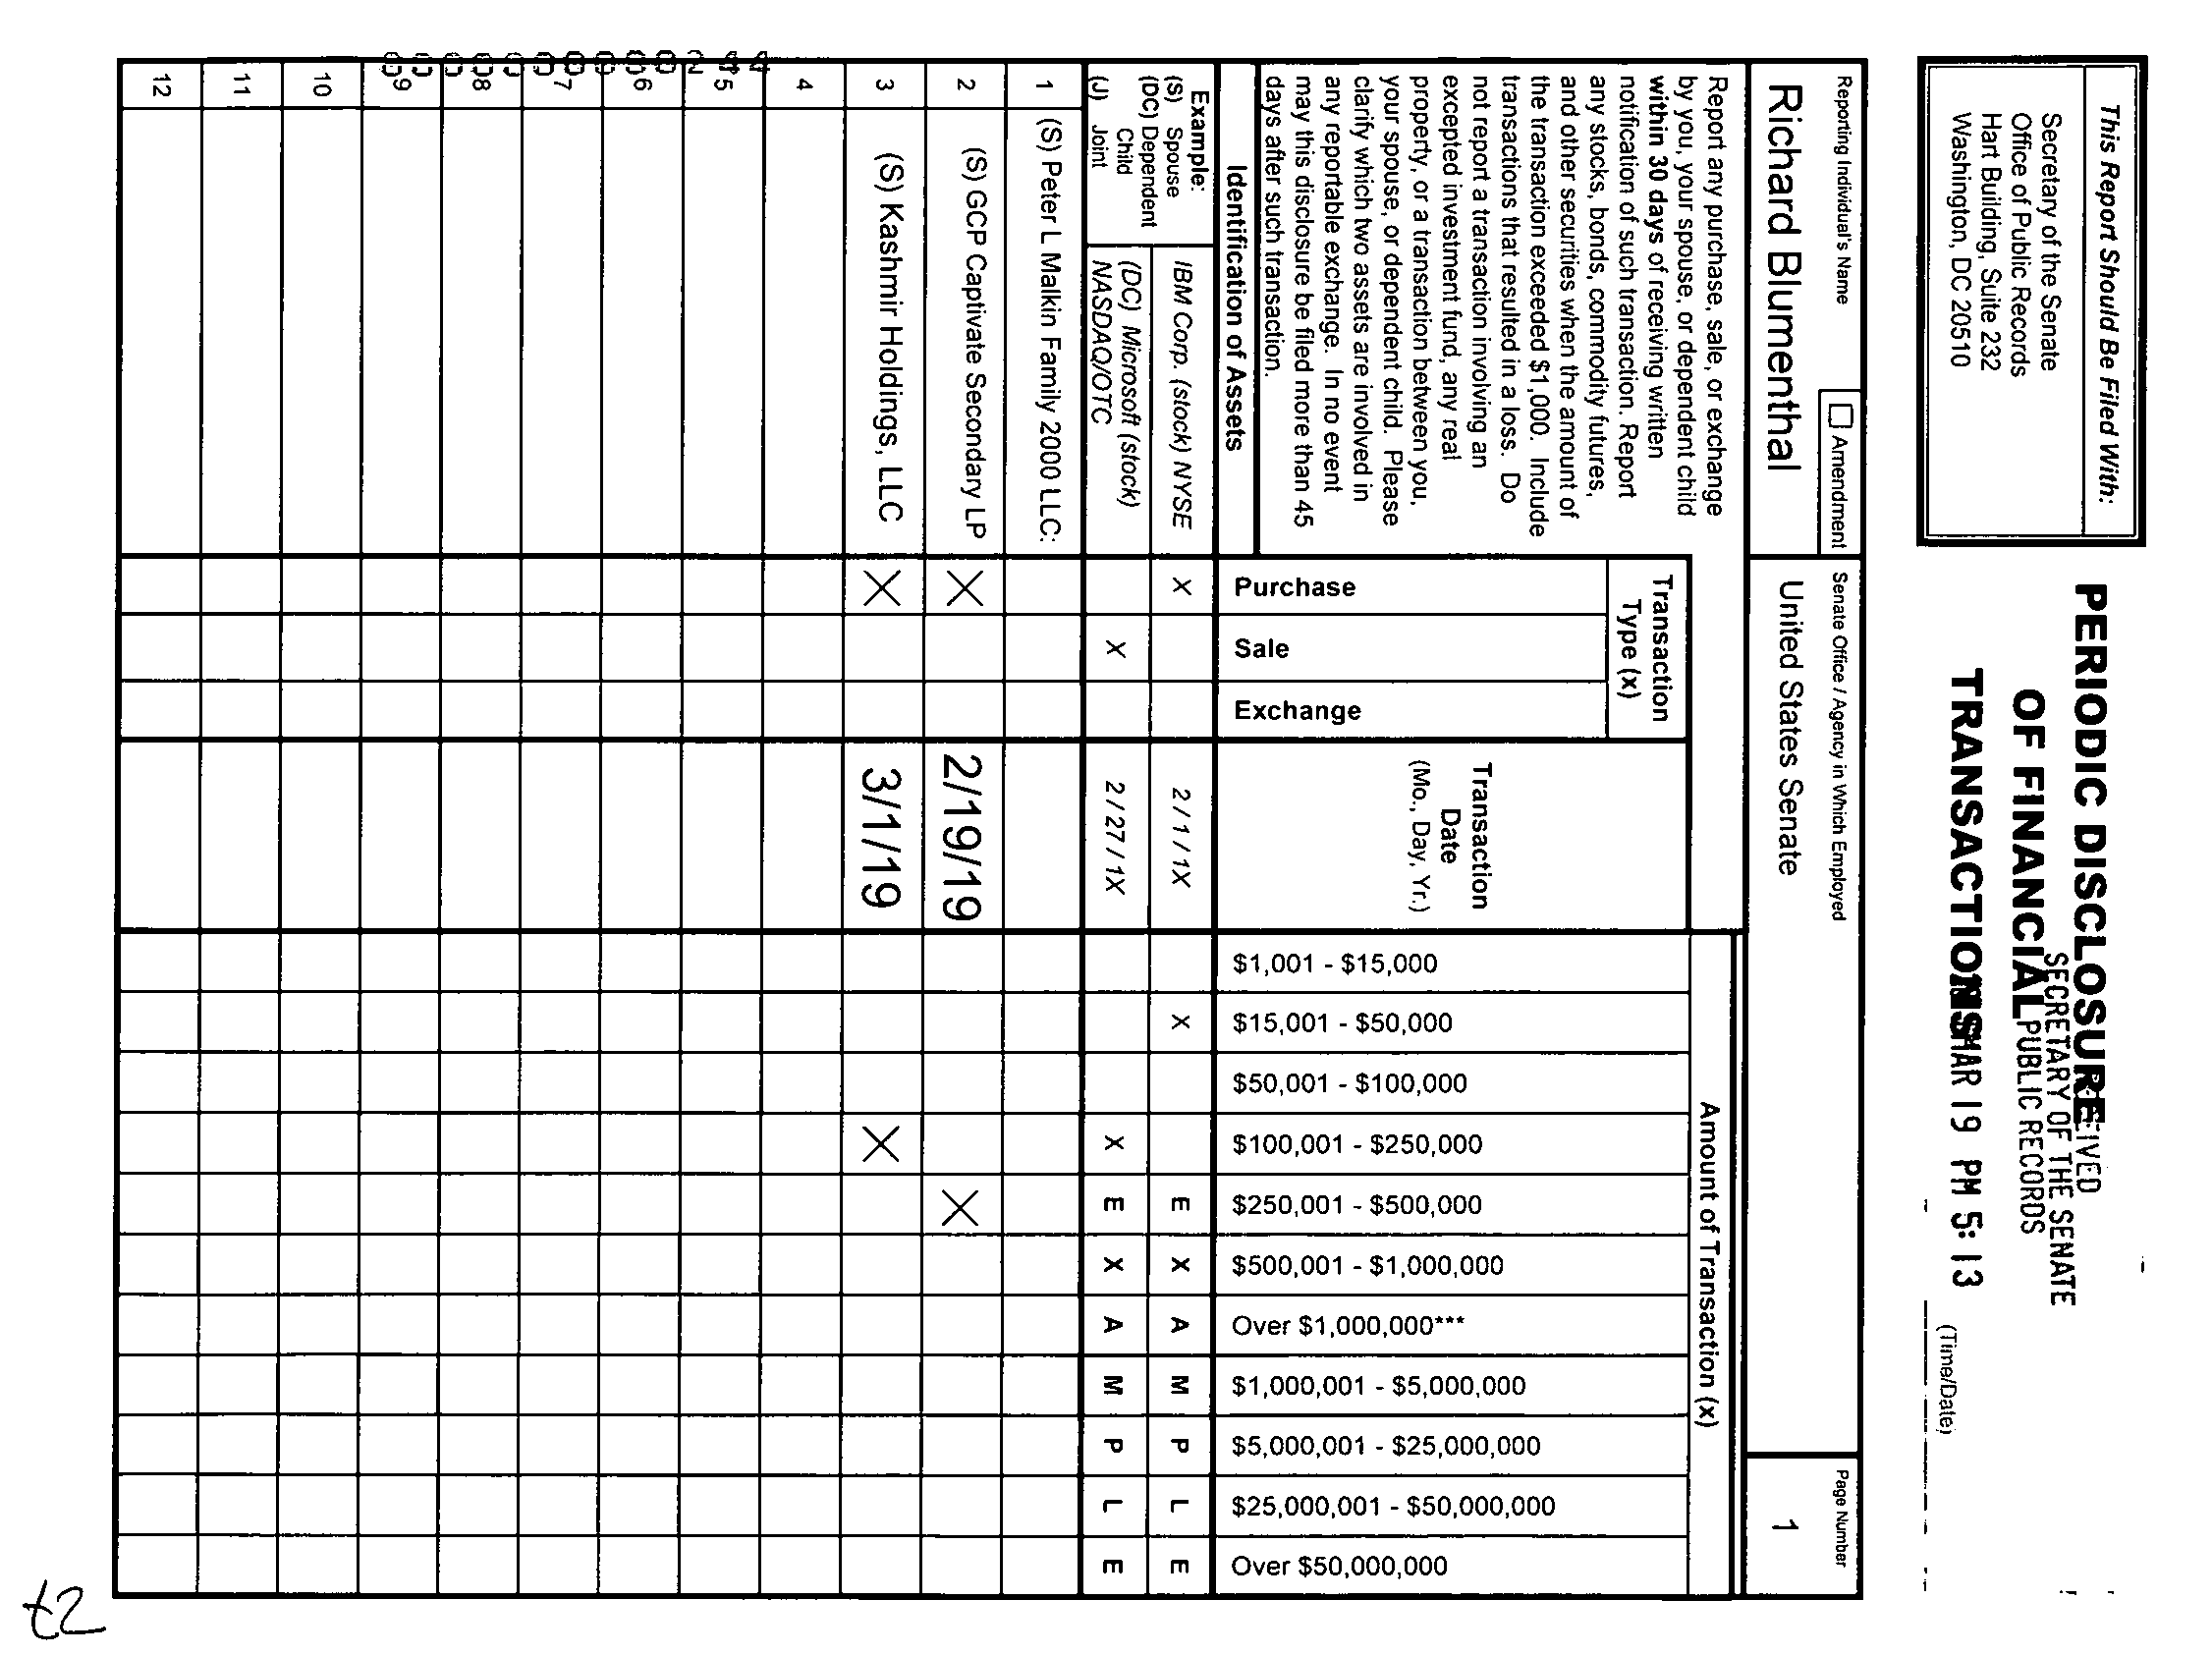 This Report Should Be Filed With:
Secretary of the Senate
Office of Public Records
Hart Building, Suite 232
Washington, DC 20510
PERIODIC DISCLOSURE
OF FINANCIAL
TRANSACTIONS
SECRETARY OF THE SENATE
PUBLIC RECORDS
MAR 19 PM 5:13
(Time/Date)
Reporting Individual's Name
Amendment
Senate Office / Agency in Which Employed
Page Number
Richard Blumenthal
United States Senate
1
Report any purchase, sale, or exchange
by you, your spouse, or dependent child
within 30 days of receiving written
notification of such transaction. Report
any stocks, bonds, commodity futures,
and other securities when the amount of
the transaction exceeded $1,000. Include
transactions that resulted in a loss. Do
not report a transaction involving an
excepted investment fund, any real
property, or a transaction between you,
your spouse, or dependent child. Please
clarify which two assets are involved in
any reportable exchange. In no event
may this disclosure be filed more than 45
days after such transaction.
Identification of Assets
Transaction
Type (x)
Purchase
Sale
Exchange
Transaction
Date
(Mo., Day, Yr.)
Amount of Transaction (x)
$1,001 - $15,000
$15,001 - $50,000
$50,001 - $100,000
$100,001 - $250,000
$250,001 - $500,000
$500,001 - $1,000,000
Over $1,000,000***
$1,000,001 - $5,000,000
$5,000,001 - $25,000,000
$25,000,001 - $50,000,000
Over $50,000,000
Example:
(S) Spouse
(DC) Dependent
Child
(J) Joint
IBM Corp. (stock) NYSE X 2/1/1X X E X A M P L E
(DC) Microsoft (stock)
NASDAQ/OTC X 2/27/1X X E X A M P L E
1 (S) Peter L Malkin Family 2000 LLC:
2 (S) GCP Captivate Secondary LP X 2/19/19 X
3 (S) Kashmir Holdings, LLC X 3/1/19 X
4
5
6
7
8
9
10
11
12